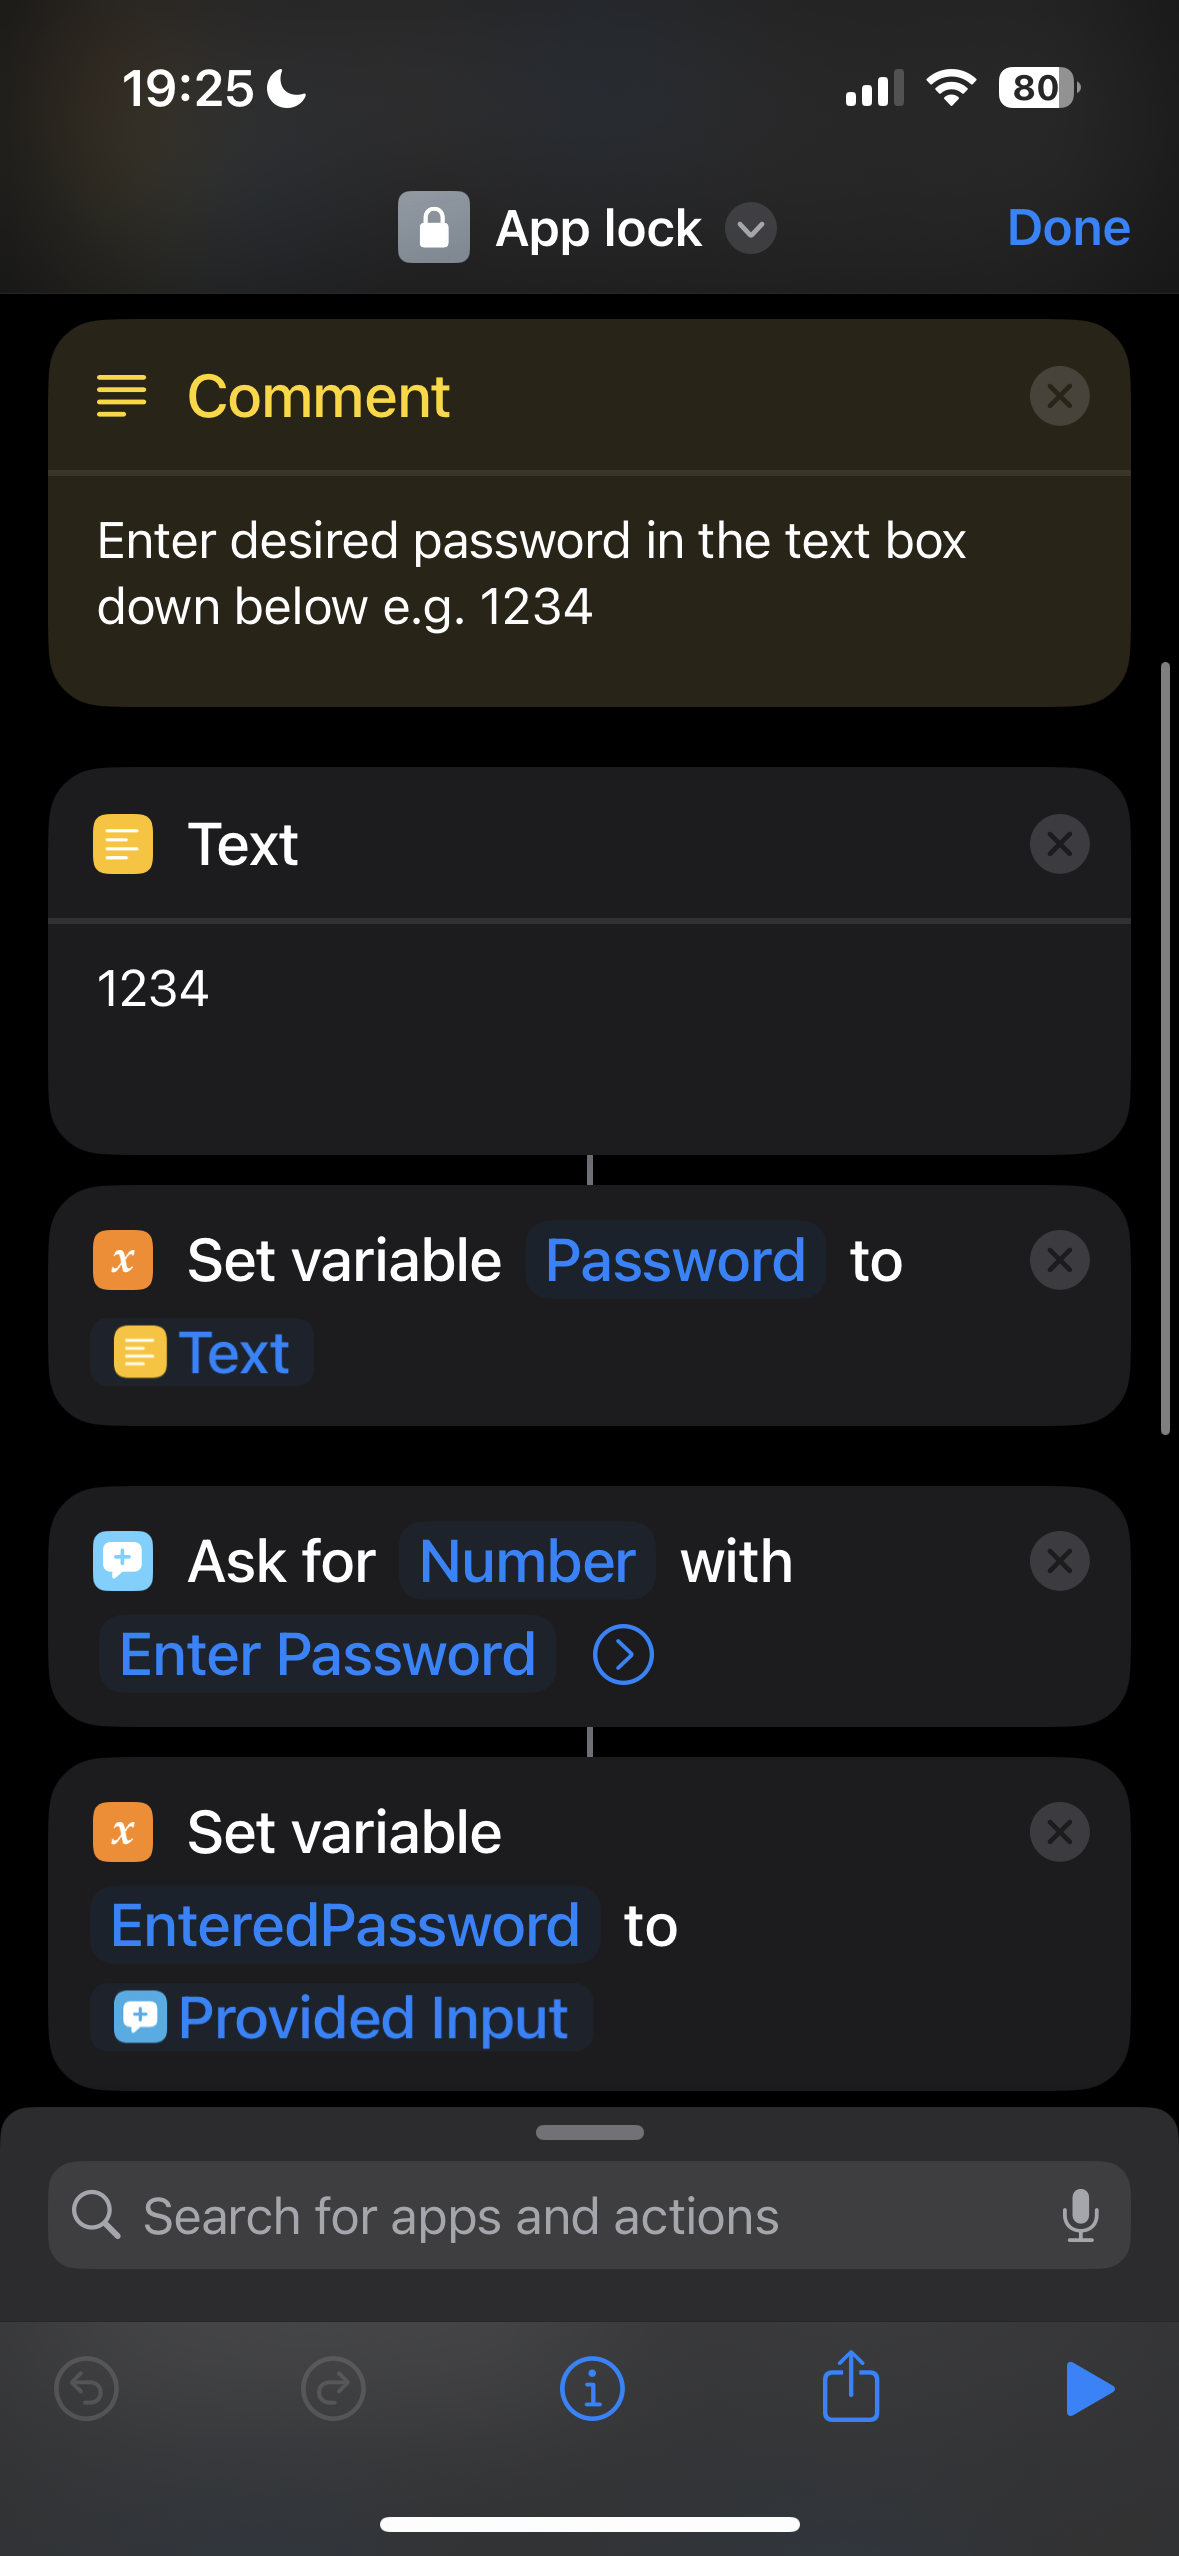 19:25
80
App lock
Done
Comment
Enter desired password in the text box
down below e.g. 1234
Text
1234
Set variable Password to
Text
Ask for Number with
Enter Password
Set variable
EnteredPassword to
Provided Input
Search for apps and actions